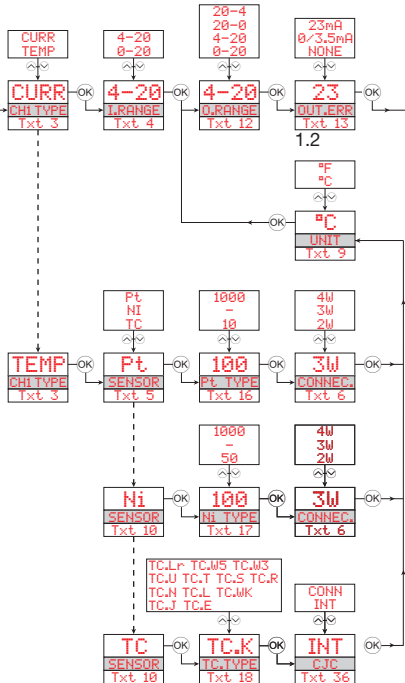 CURR
TEMP
4-20
0-20
20-4
20-0
4-20
0-20
23mA
0/3.5mA
NONE
CURR
CH1 TYPE
Txt 3
OK
4-20
I.RANGE
Txt 4
OK
4-20
O.RANGE
Txt 12
OK
23
OUT.ERR
Txt 13
OK
1.2
°F
°C
OK
°C
UNIT
Txt 9
Pt
NI
TC
1000
-
10
4W
3W
2W
TEMP
CH1 TYPE
Txt 3
OK
Pt
SENSOR
Txt 5
OK
100
Pt TYPE
Txt 16
OK
3W
CONNEC.
Txt 6
OK
1000
-
50
4W
3W
2W
Ni
SENSOR
Txt 10
OK
100
Ni TYPE
Txt 17
OK
3W
CONNEC.
Txt 6
OK
TC.Lr TC.W5 TC.W3
TC.U TC.T TC.S TC.R
TC.N TC.L TC.WK
TC.J TC.E
CONN
INT
TC
SENSOR
Txt 10
OK
TC.K
TC.TYPE
Txt 18
OK
INT
CJC
Txt 36
OK